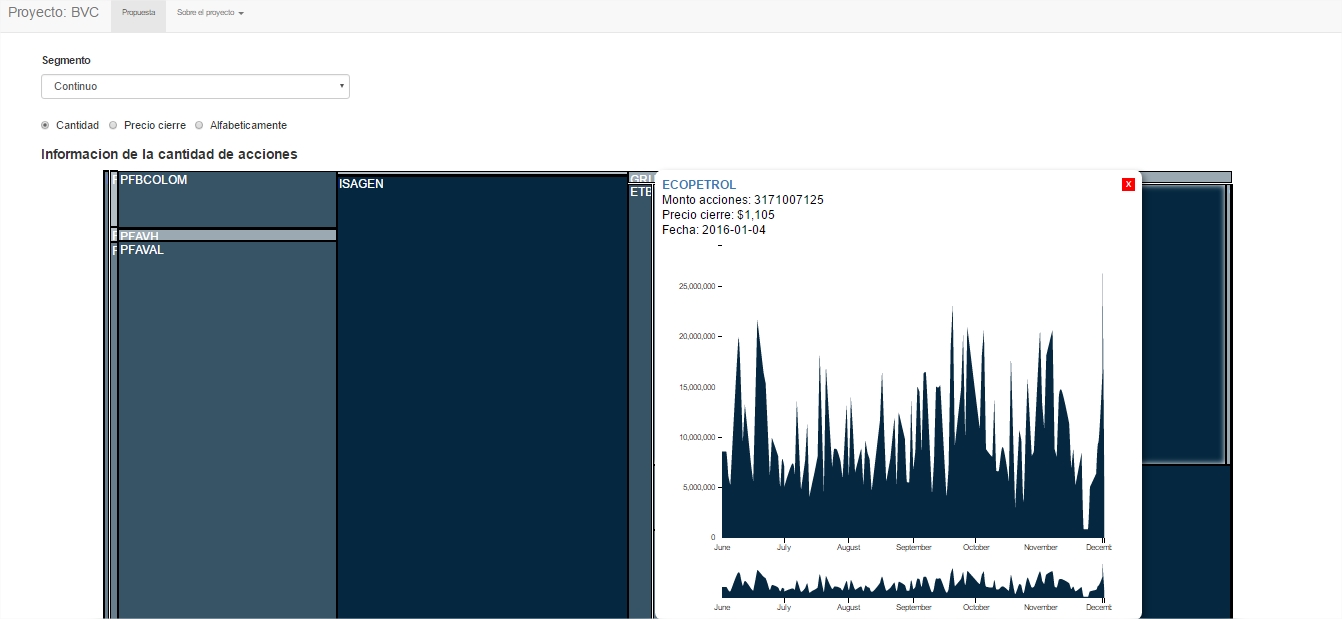 Proyecto: BVC
Propuesta
Sobre el proyecto
Segmento
Continuo
Cantidad
Precio cierre
Alfabeticamente
Informacion de la cantidad de acciones
PFBCOLOM
PFAVH
PFAVAL
ISAGEN
GRU
ETB
ECOPETROL
X
Monto acciones: 3171007125
Precio cierre: $1,105
Fecha: 2016-01-04
25,000,000
20,000,000
15,000,000
10,000,000
5,000,000
0
June July August September October November Decemb
June July August September October November Decemb